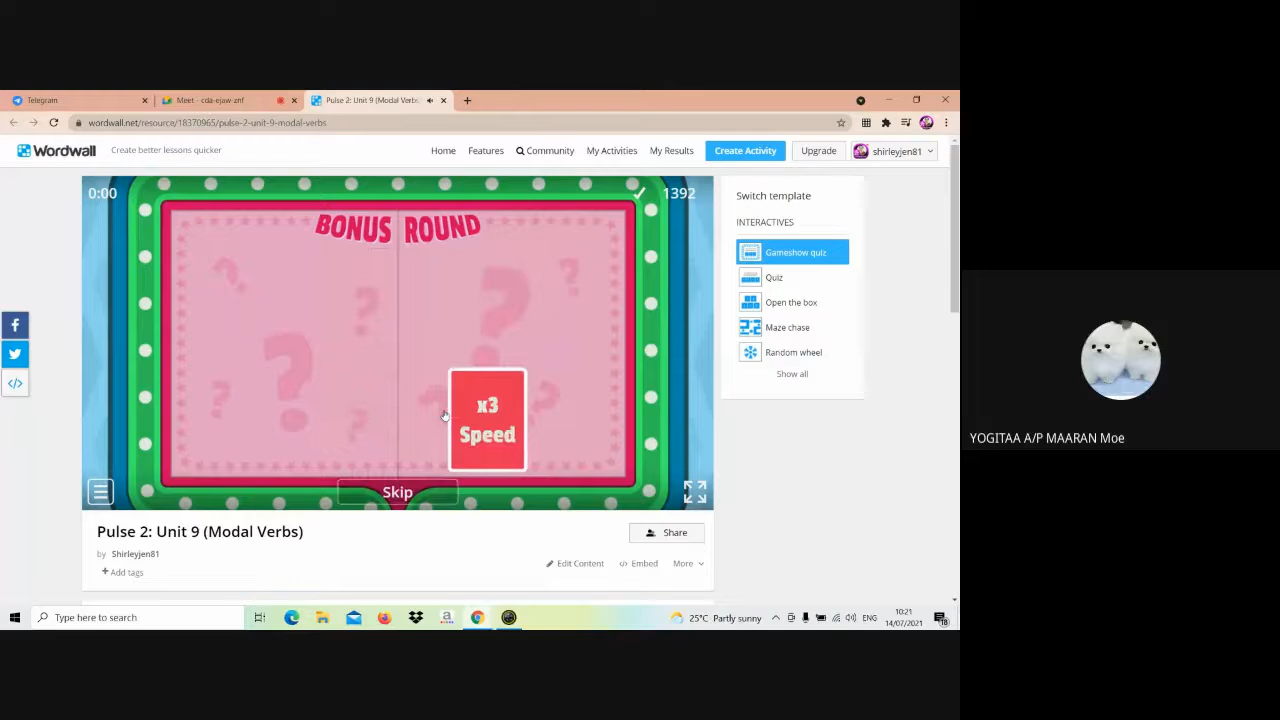 Telegram
Meet - cda-ejaw-znf
Pulse 2: Unit 9 (Modal Verbs
wordwall.net/resource/18370965/pulse-2-unit-9-modal-verbs
Wordwall
Create better lessons quicker
Home
Features
Community
My Activities
My Results
Create Activity
Upgrade
shirleyjen81
0:00
1392
BONUS ROUND
x3
Speed
Skip
Switch template
INTERACTIVES
Gameshow quiz
Quiz
Open the box
Maze chase
Random wheel
Show all
Pulse 2: Unit 9 (Modal Verbs)
Share
by Shirleyjen81
Edit Content
Embed
More
Add tags
YOGITAA A/P MAARAN Moe
Type here to search
25°C Partly sunny
ENG
10:21
14/07/2021